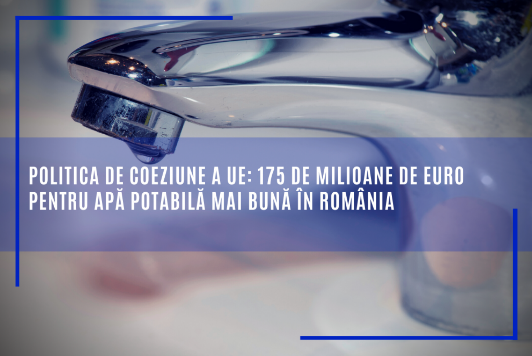 POLITICA DE COEZIUNE A UE: 175 DE MILIOANE DE EURO
PENTRU APĂ POTABILĂ MAI BUNĂ ÎN ROMÂNIA